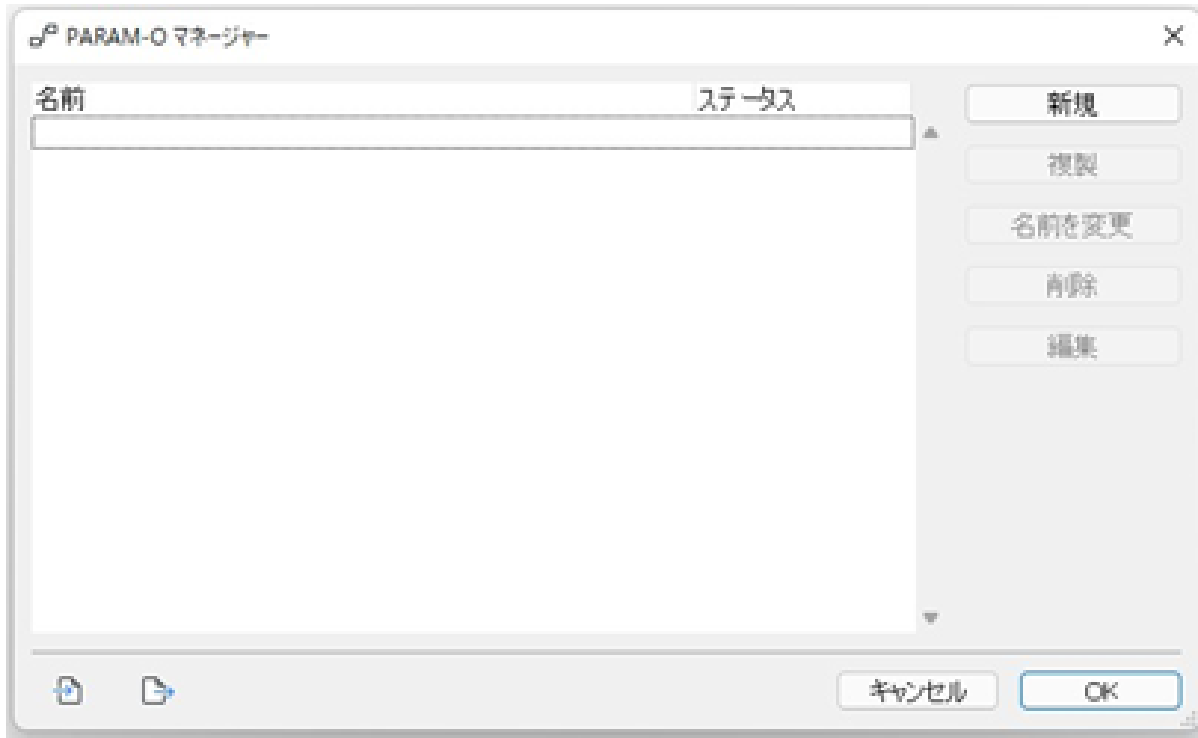 PARAM-O マネージャー
名前 ステータス
新規
複製
名前を変更
削除
編集
キャンセル OK